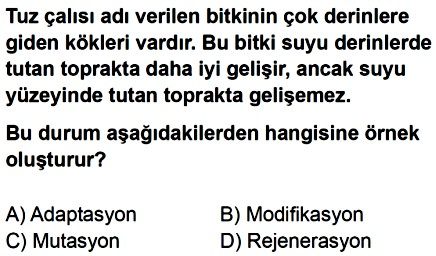 Tuz çalısı adı verilen bitkinin çok derinlere
giden kökleri vardır. Bu bitki suyu derinlerde
tutan toprakta daha iyi gelişir, ancak suyu
yüzeyinde tutan toprakta gelişemez.
Bu durum aşağıdakilerden hangisine örnek
oluşturur?
A) Adaptasyon B) Modifikasyon
C) Mutasyon D) Rejenerasyon